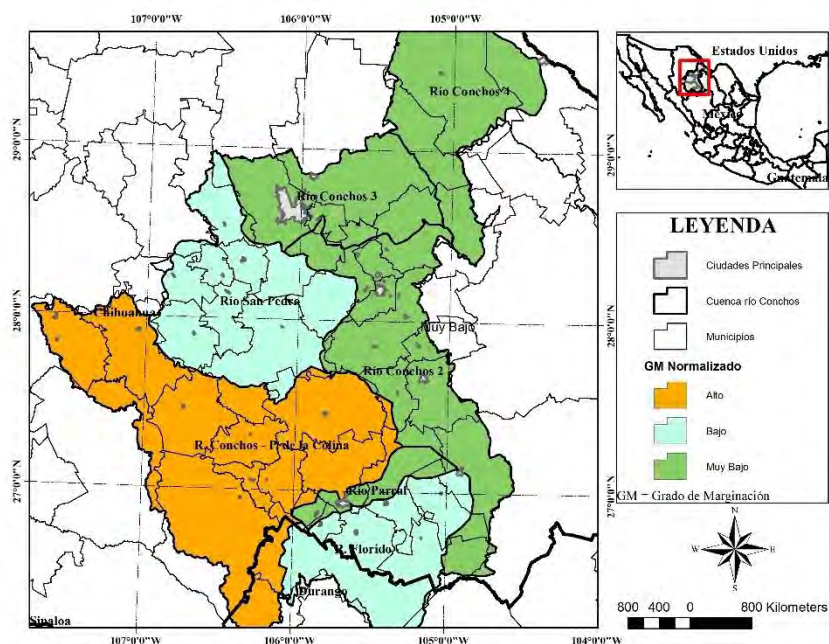 107°0'0"W 106°0'0"W 105°0'0"W
Río Conchos 4
29°0'0"N
29°0'0"N
Río Conchos 3
Río San Pedro
Chihuahua
28°0'0"N
28°0'0"N
Muy Bajo
Río Conchos 2
R. Conchos - P. de la Colina
27°0'0"N
27°0'0"N
Río Parral
R. Florido
Durango
Sinaloa
107°0'0"W 106°0'0"W 105°0'0"W 104°0'0"W
Estados Unidos
México
Guatemala
LEYENDA
Ciudades Principales
Cuenca río Conchos
Municipios
GM Normalizado
Alto
Bajo
Muy Bajo
GM = Grado de Marginación
N
W E
S
800 400 0 800 Kilometers